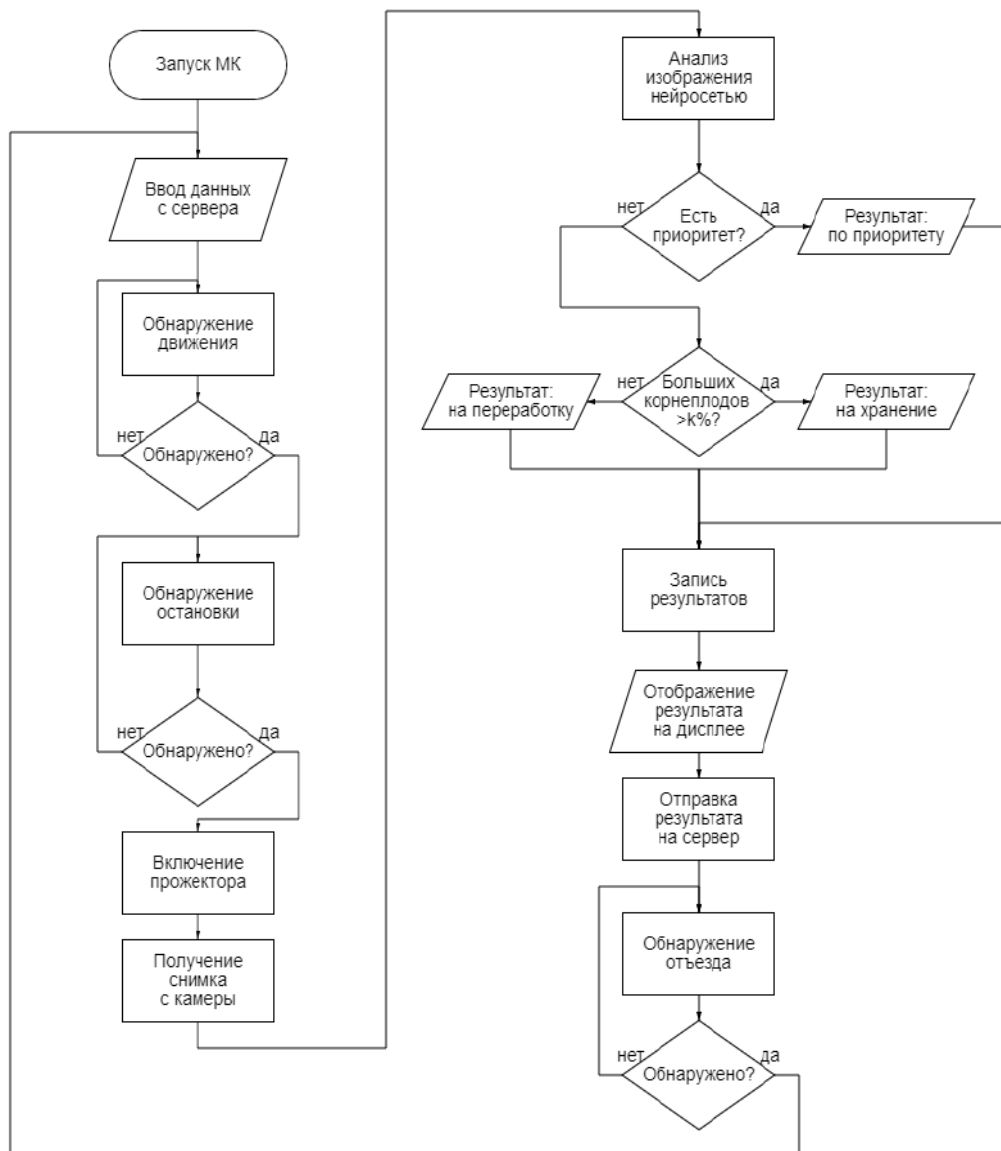 Запуск МК
Ввод данных
с сервера
Обнаружение
движения
нет
да
Обнаружено?
Обнаружение
остановки
нет
да
Обнаружено?
Включение
прожектора
Получение
снимка
с камеры
Анализ
изображения
нейросетью
нет
да
Есть
приоритет?
Результат:
по приоритету
Результат:
на переработку
нет
Больших
корнеплодов
>k%?
да
Результат:
на хранение
Запись
результатов
Отображение
результата
на дисплее
Отправка
результата
на сервер
Обнаружение
отъезда
нет
да
Обнаружено?